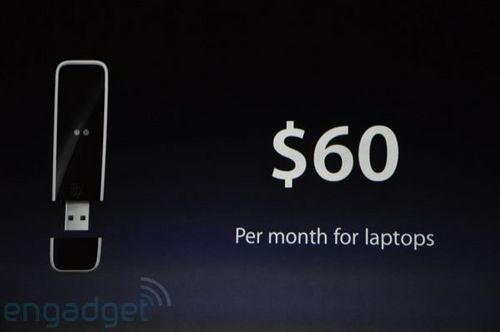 $60
Per month for laptops
engadget